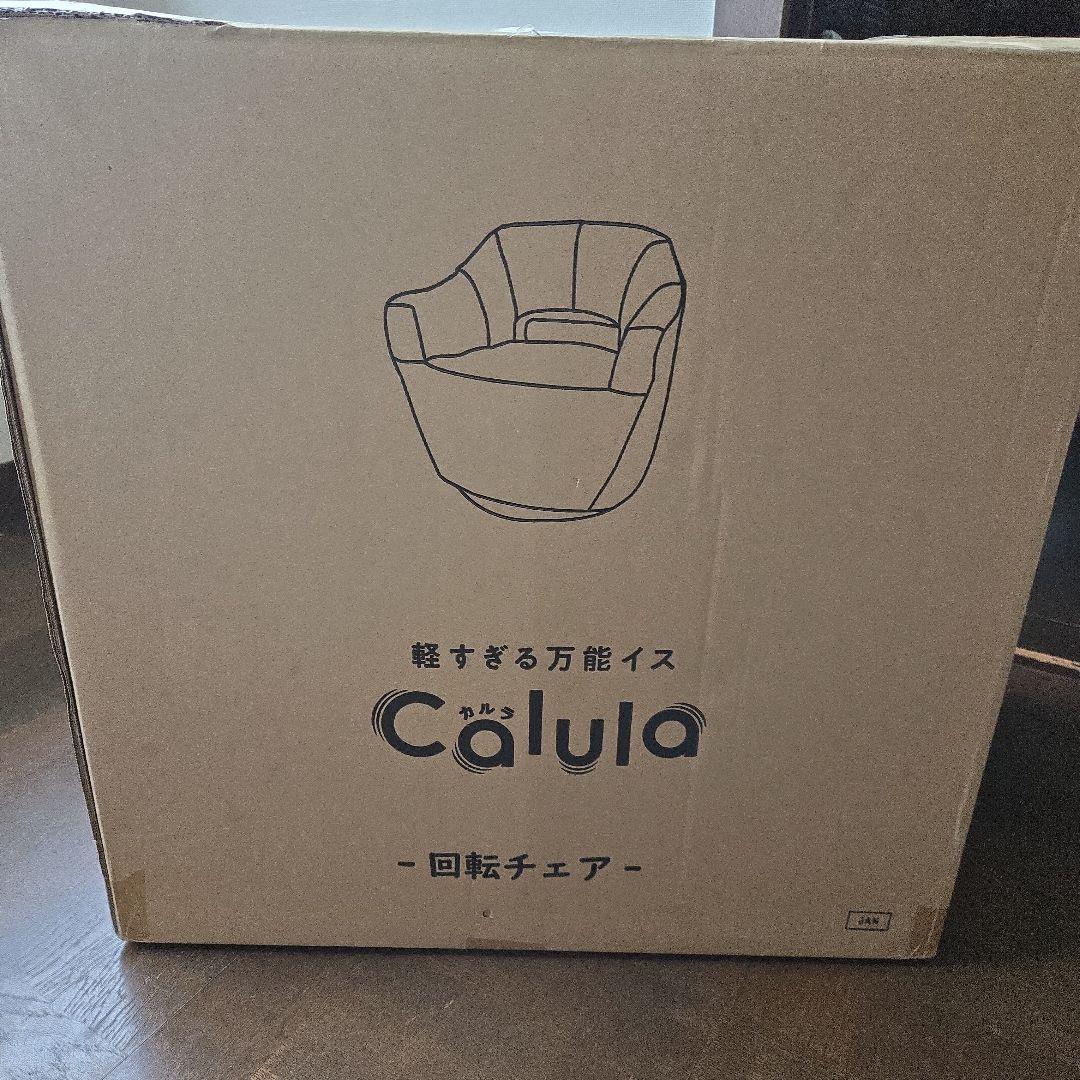 軽すぎる万能イス
カルラ
Calula
- 回転チェア -
JAN